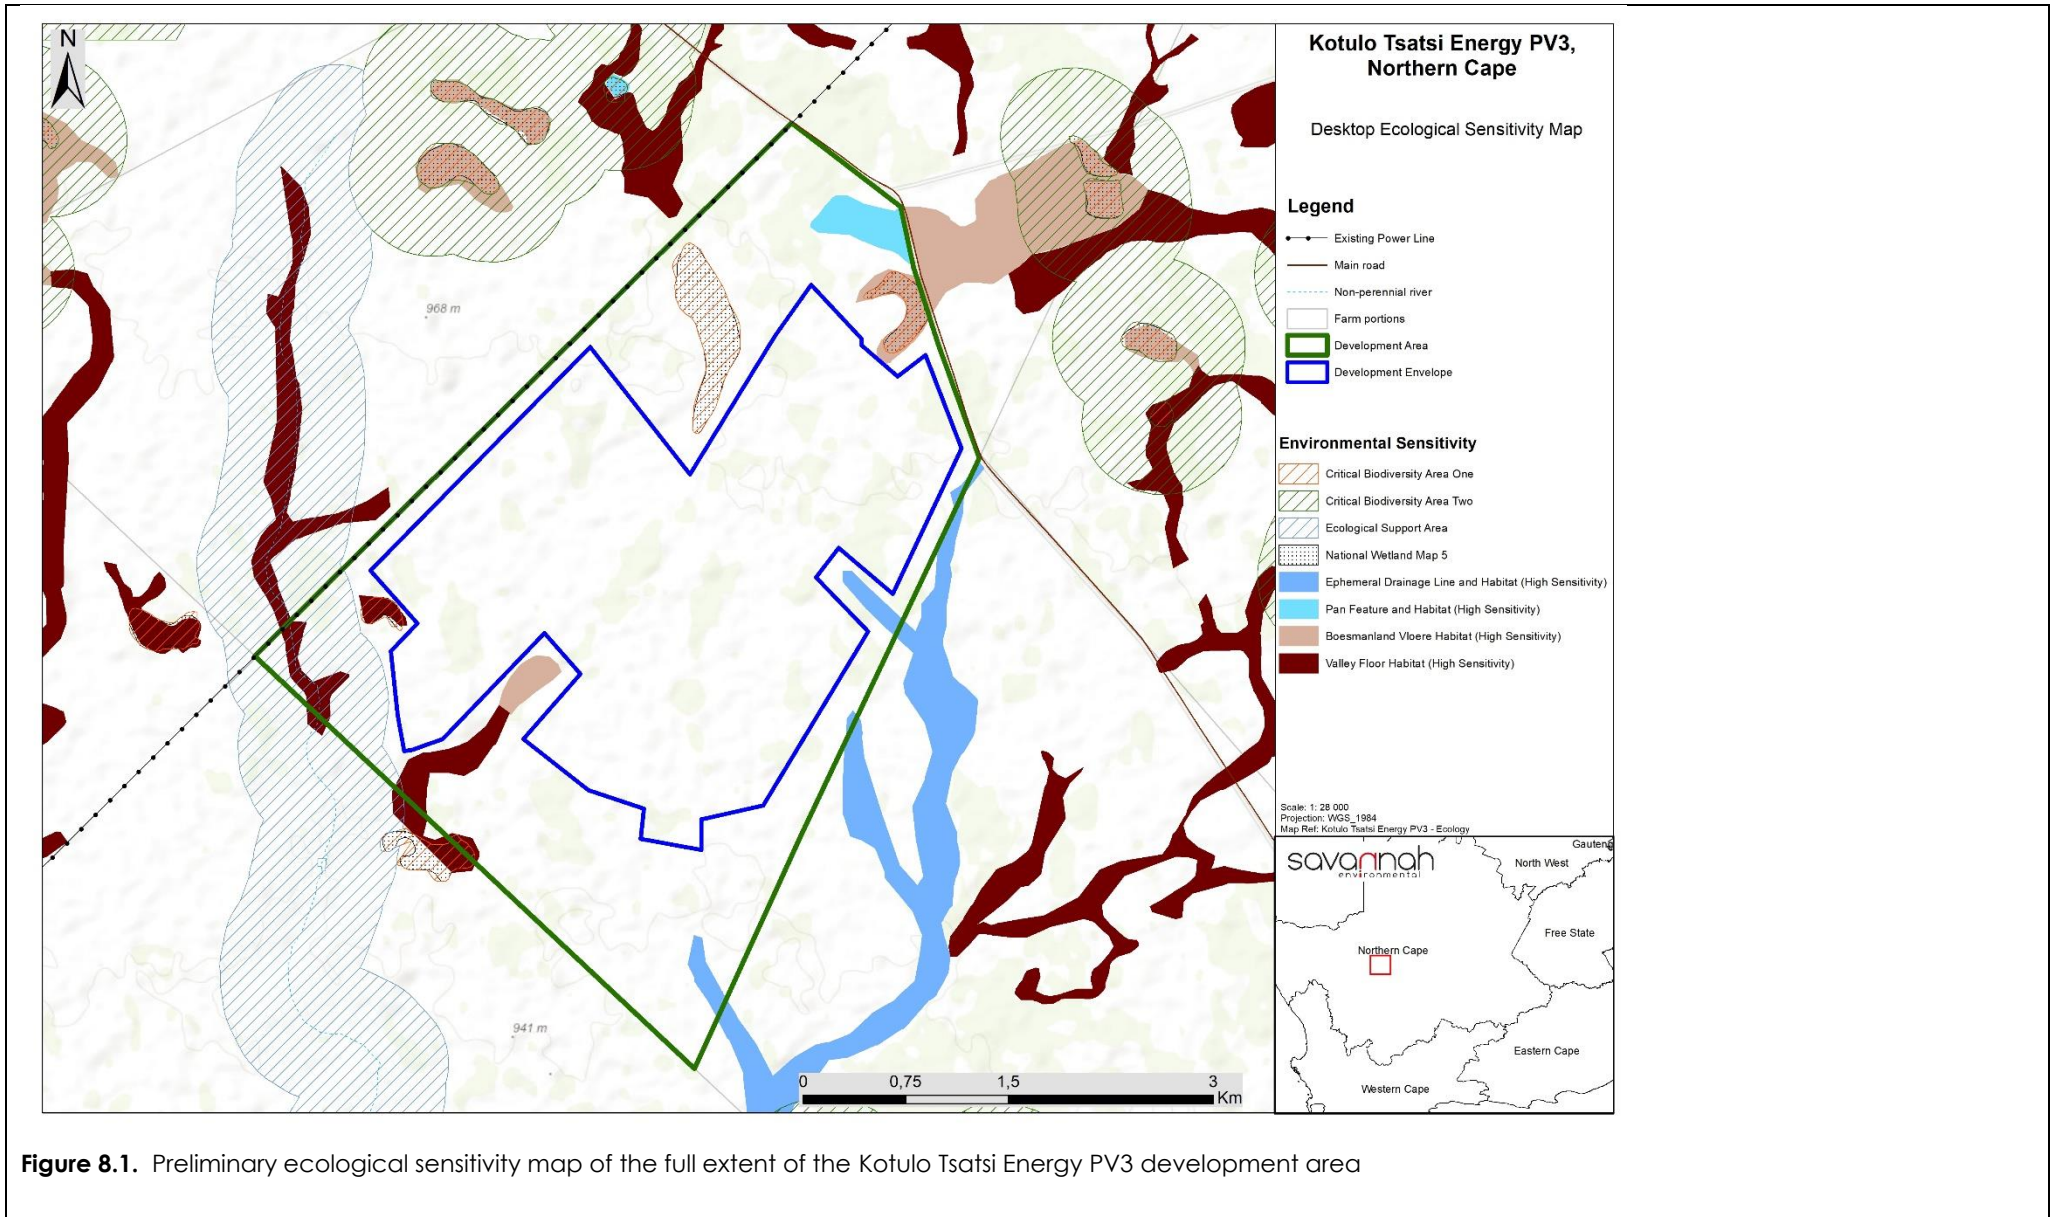 N
968 m
941 m
0 0,75 1,5 3
Km
Kotulo Tsatsi Energy PV3,
Northern Cape
Desktop Ecological Sensitivity Map
Legend
Existing Power Line
Main road
Non-perennial river
Farm portions
Development Area
Development Envelope
Environmental Sensitivity
Critical Biodiversity Area One
Critical Biodiversity Area Two
Ecological Support Area
National Wetland Map 5
Ephemeral Drainage Line and Habitat (High Sensitivity)
Pan Feature and Habitat (High Sensitivity)
Boesmanland Vloere Habitat (High Sensitivity)
Valley Floor Habitat (High Sensitivity)
Scale: 1: 28 000
Projection: WGS_1984
Map Ref: Kotulo Tsatsi Energy PV3 - Ecology
savannah
environmental
Gauteng
North West
Free State
Northern Cape
Eastern Cape
Western Cape
Figure 8.1. Preliminary ecological sensitivity map of the full extent of the Kotulo Tsatsi Energy PV3 development area